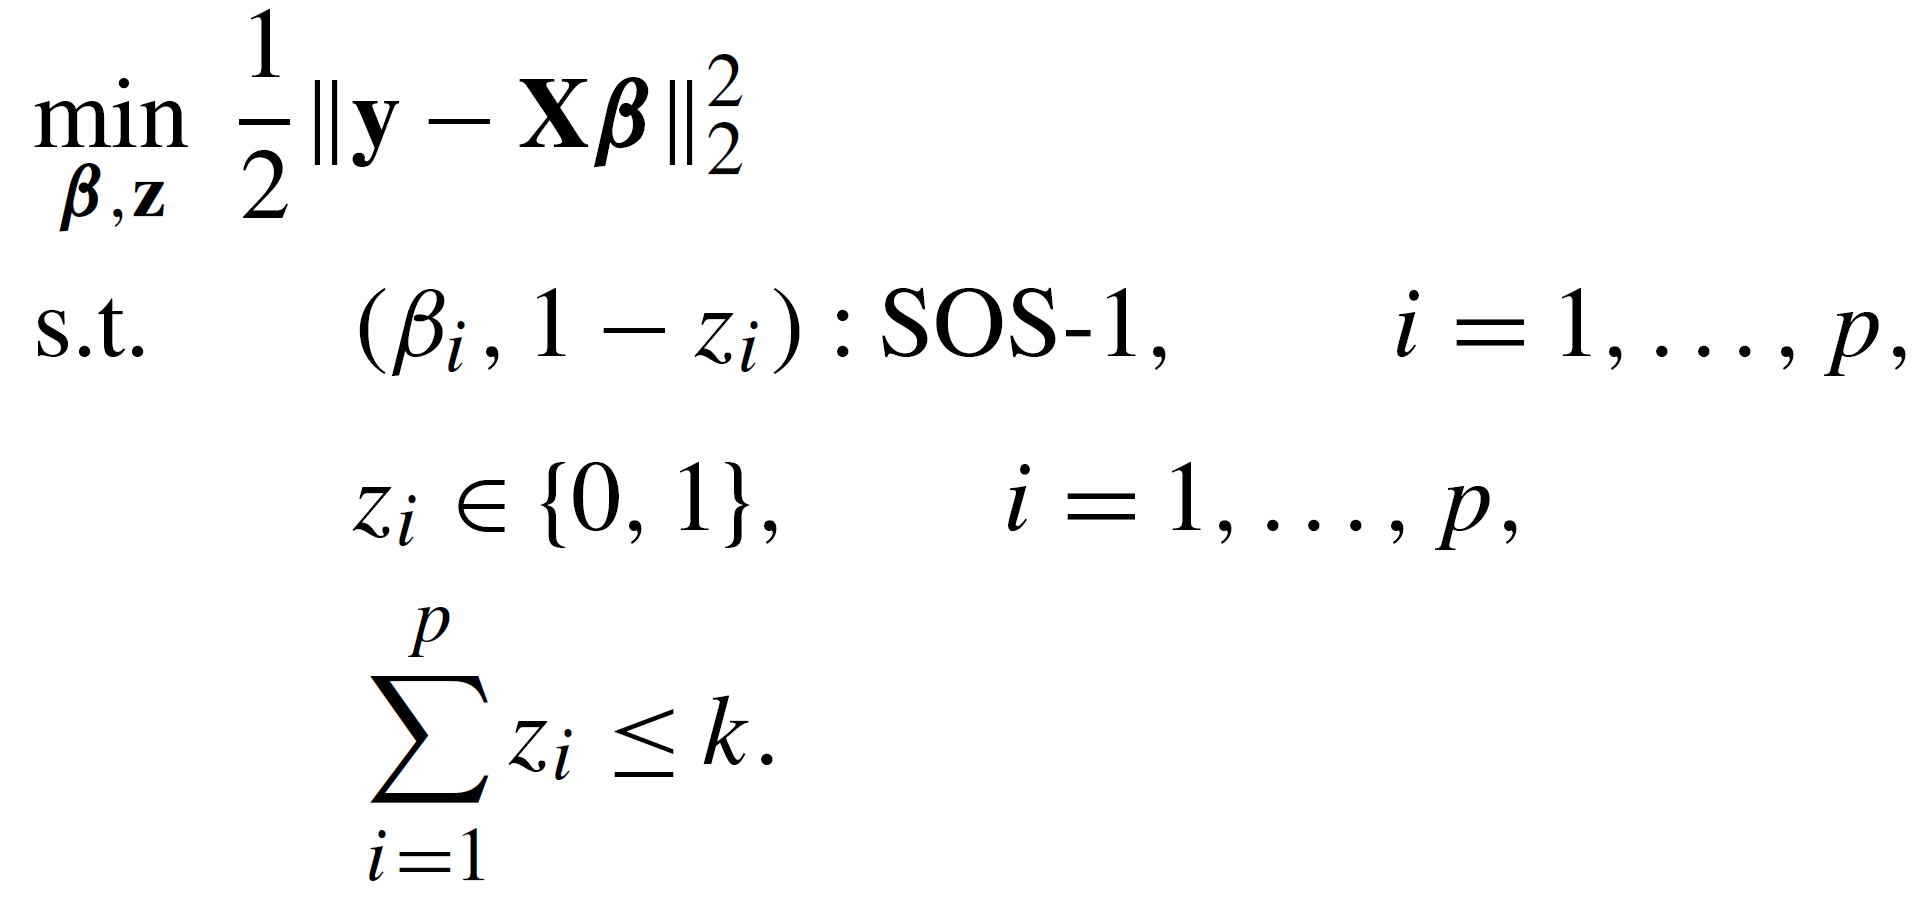 min_{β,z} 1/2 ‖y − Xβ‖_2^2
s.t. (β_i, 1 − z_i) : SOS-1, i = 1, . . . , p,
z_i ∈ {0, 1}, i = 1, . . . , p,
∑_{i=1}^{p} z_i ≤ k.